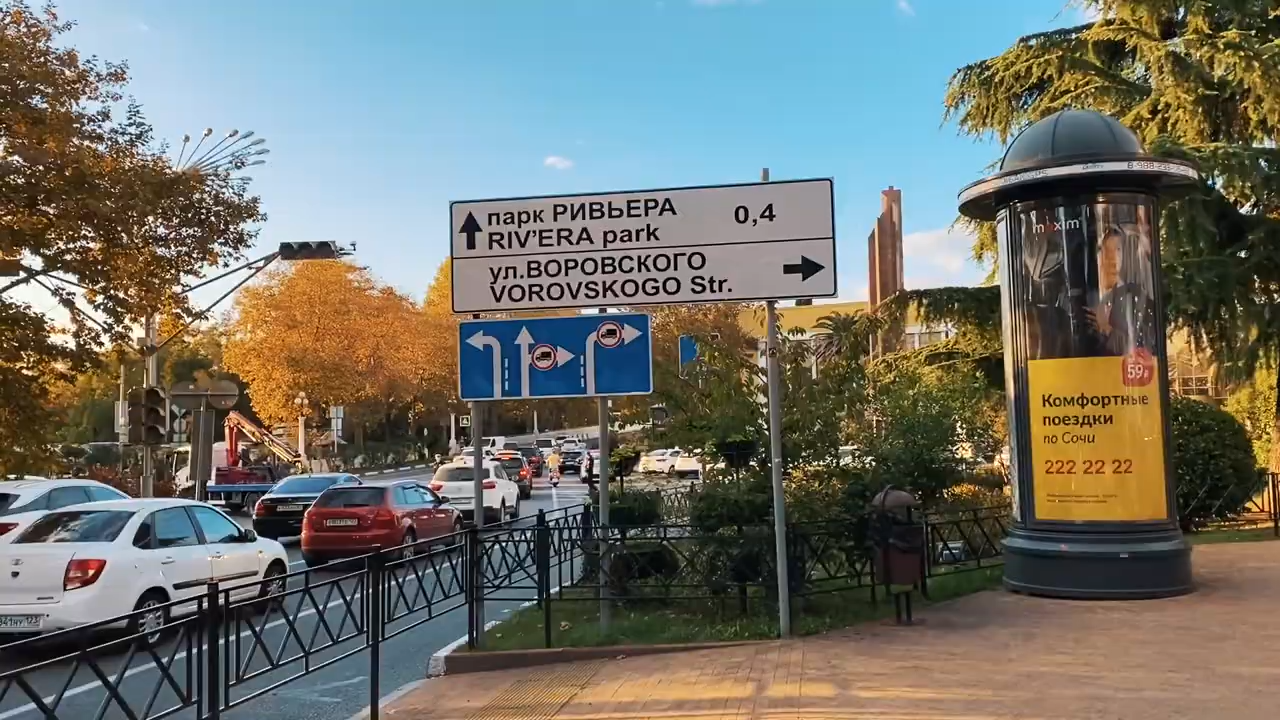 парк РИВЬЕРА 0,4
RIV'ERA park
ул.ВОРОВСКОГО
VOROVSKOGO Str.
maxim
59
Комфортные
поездки
по Сочи
222 22 22